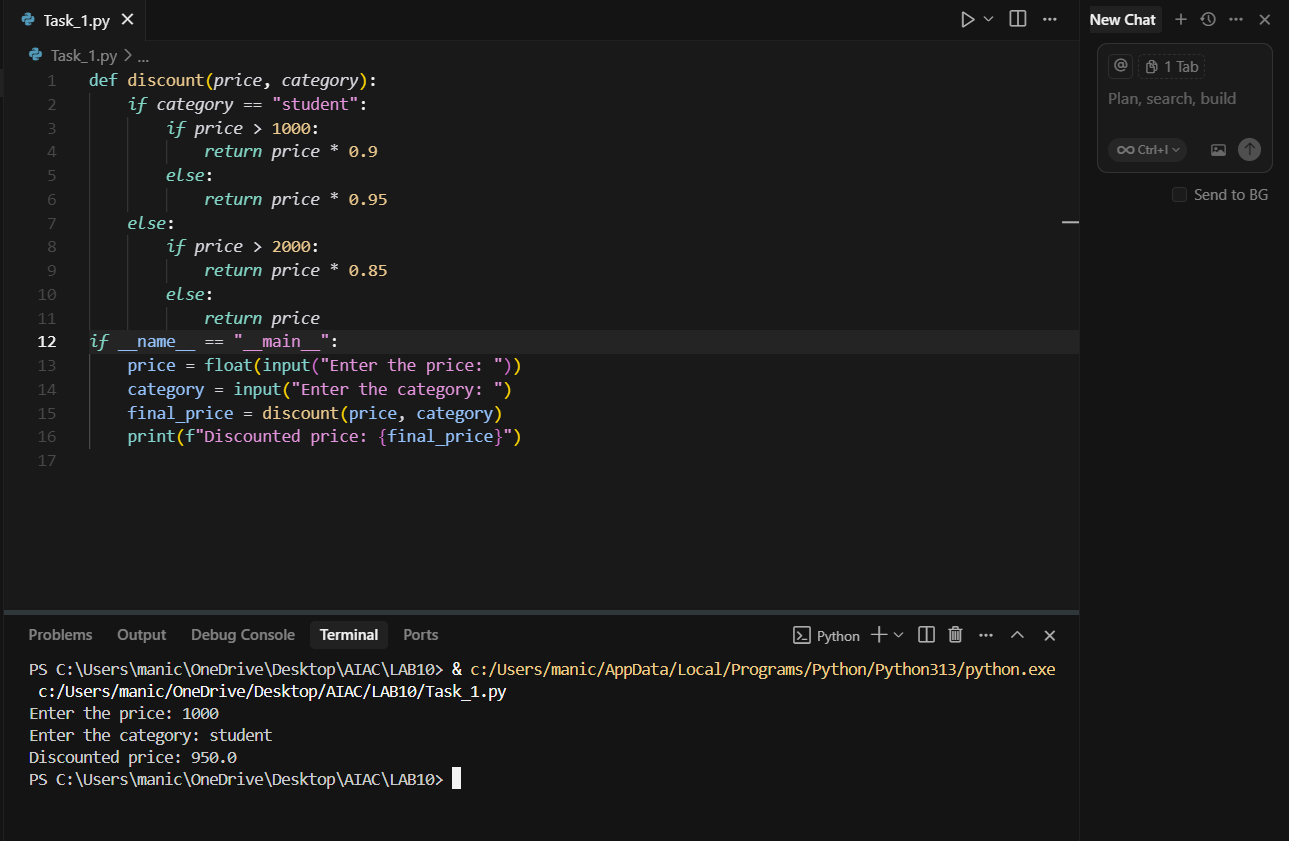 Task_1.py
New Chat
Task_1.py > ...
@ 1 Tab
Plan, search, build
Ctrl+I
Send to BG
1 def discount(price, category):
2     if category == "student":
3         if price > 1000:
4             return price * 0.9
5         else:
6             return price * 0.95
7     else:
8         if price > 2000:
9             return price * 0.85
10         else:
11             return price
12 if __name__ == "__main__":
13     price = float(input("Enter the price: "))
14     category = input("Enter the category: ")
15     final_price = discount(price, category)
16     print(f"Discounted price: {final_price}")
17
Problems Output Debug Console Terminal Ports Python
PS C:\Users\manic\OneDrive\Desktop\AIAC\LAB10> & c:/Users/manic/AppData/Local/Programs/Python/Python313/python.exe
c:/Users/manic/OneDrive/Desktop/AIAC/LAB10/Task_1.py
Enter the price: 1000
Enter the category: student
Discounted price: 950.0
PS C:\Users\manic\OneDrive\Desktop\AIAC\LAB10>